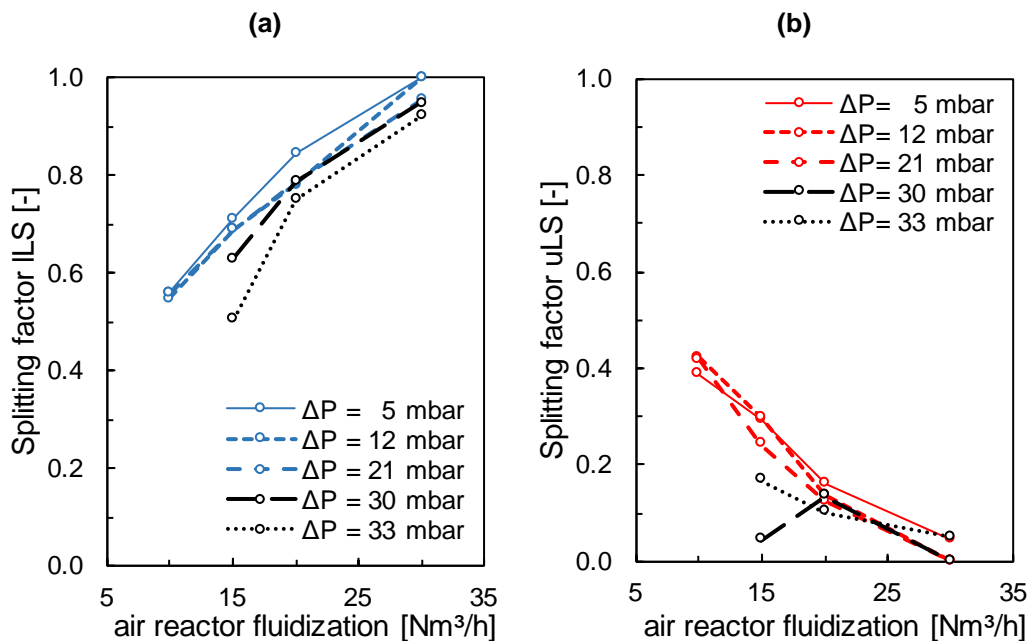 (a)
1.0
0.8
0.6
0.4
0.2
0.0
Splitting factor lLS [-]
ΔP = 5 mbar
ΔP = 12 mbar
ΔP = 21 mbar
ΔP = 30 mbar
ΔP = 33 mbar
5 15 25 35
air reactor fluidization [Nm³/h]
(b)
1.0
0.8
0.6
0.4
0.2
0.0
Splitting factor uLS [-]
ΔP= 5 mbar
ΔP= 12 mbar
ΔP= 21 mbar
ΔP= 30 mbar
ΔP= 33 mbar
5 15 25 35
air reactor fluidization [Nm³/h]